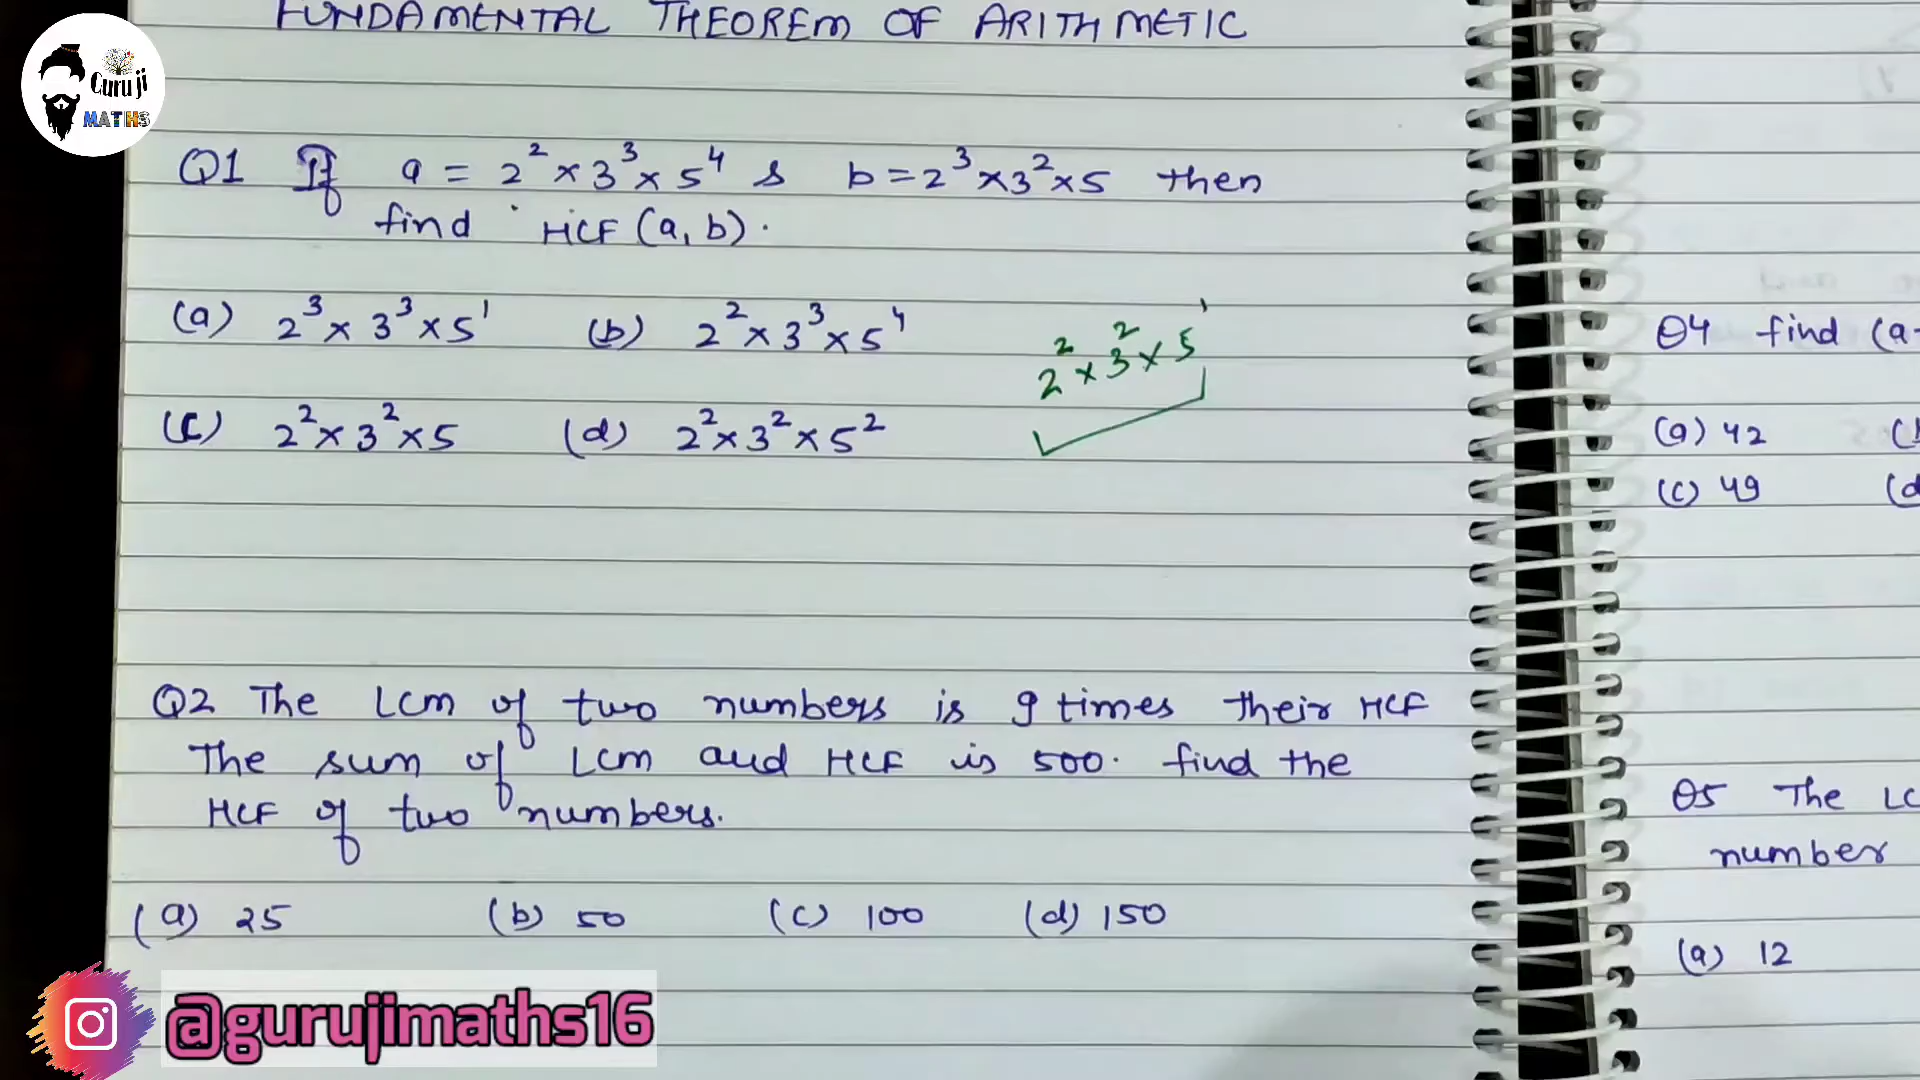 FUNDAMENTAL THEOREM OF ARITHMETIC
Guruji
MATHS
Q1 If a = 2² × 3³ × 5⁴ & b = 2³ × 3² × 5 then
find HCF (a, b).
(a) 2³ × 3³ × 5¹ (b) 2² × 3³ × 5⁴
2² × 3² × 5¹
(c) 2² × 3² × 5 (d) 2² × 3² × 5²
Q2 The LCM of two numbers is 9 times their HCF
The sum of LCM and HCF is 500. find the
HCF of two numbers.
(a) 25 (b) 50 (c) 100 (d) 150
@gurujimaths16
Q4 find (a-
(a) 42
(c) 49
Q5 The LC
number
(a) 12